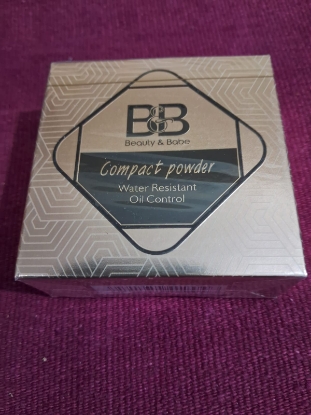 B&B
Beauty & Babe
Compact powder
Water Resistant
Oil Control